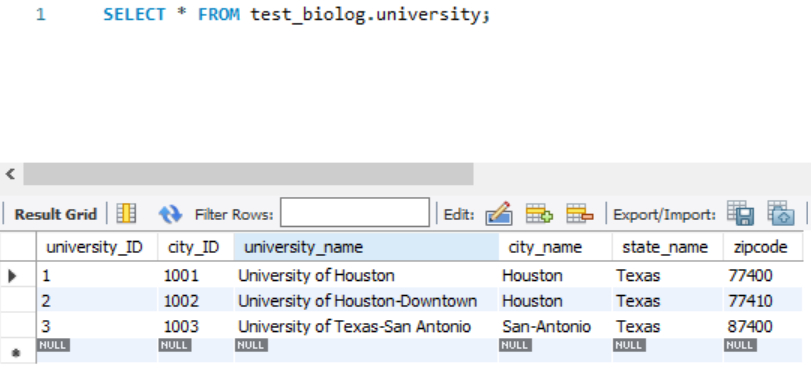 1 SELECT * FROM test_biolog.university;
Result Grid Filter Rows: Edit: Export/Import:
university_ID city_ID university_name city_name state_name zipcode
1 1001 University of Houston Houston Texas 77400
2 1002 University of Houston-Downtown Houston Texas 77410
3 1003 University of Texas-San Antonio San-Antonio Texas 87400
NULL NULL NULL NULL NULL NULL